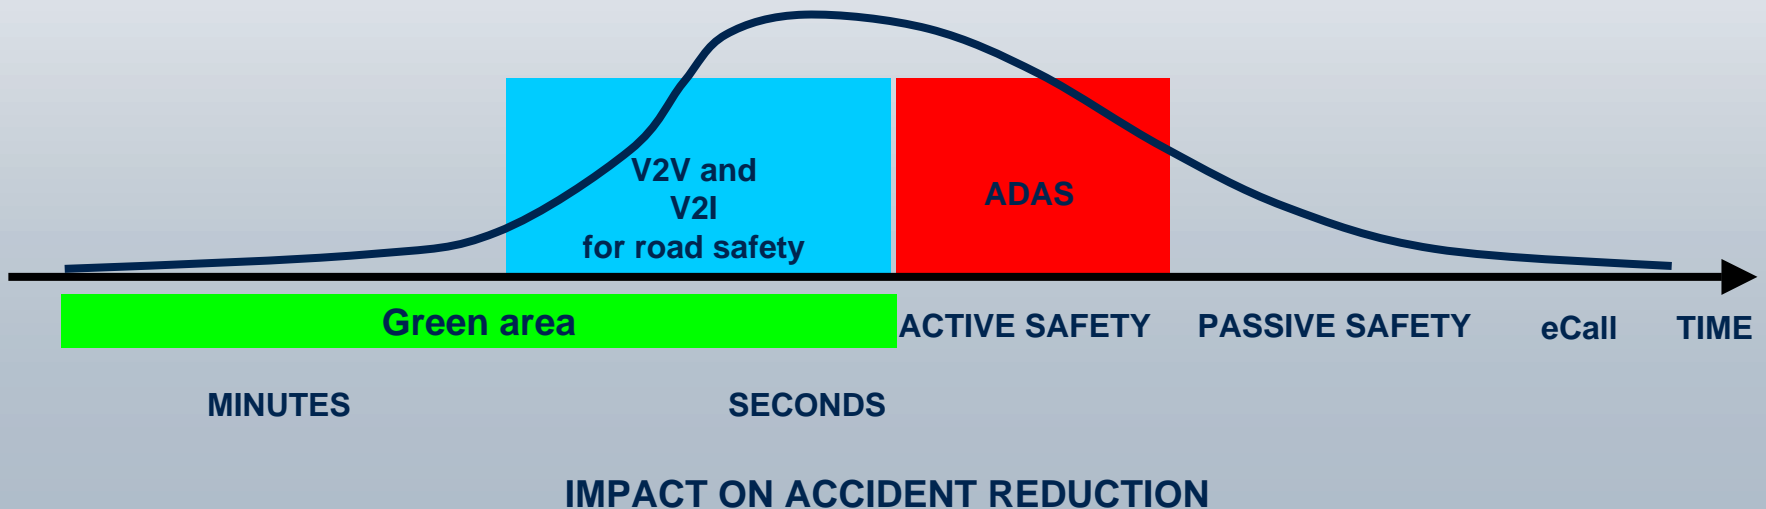 V2V and
V2I
for road safety
ADAS
Green area
ACTIVE SAFETY
PASSIVE SAFETY
eCall
TIME
MINUTES
SECONDS
IMPACT ON ACCIDENT REDUCTION